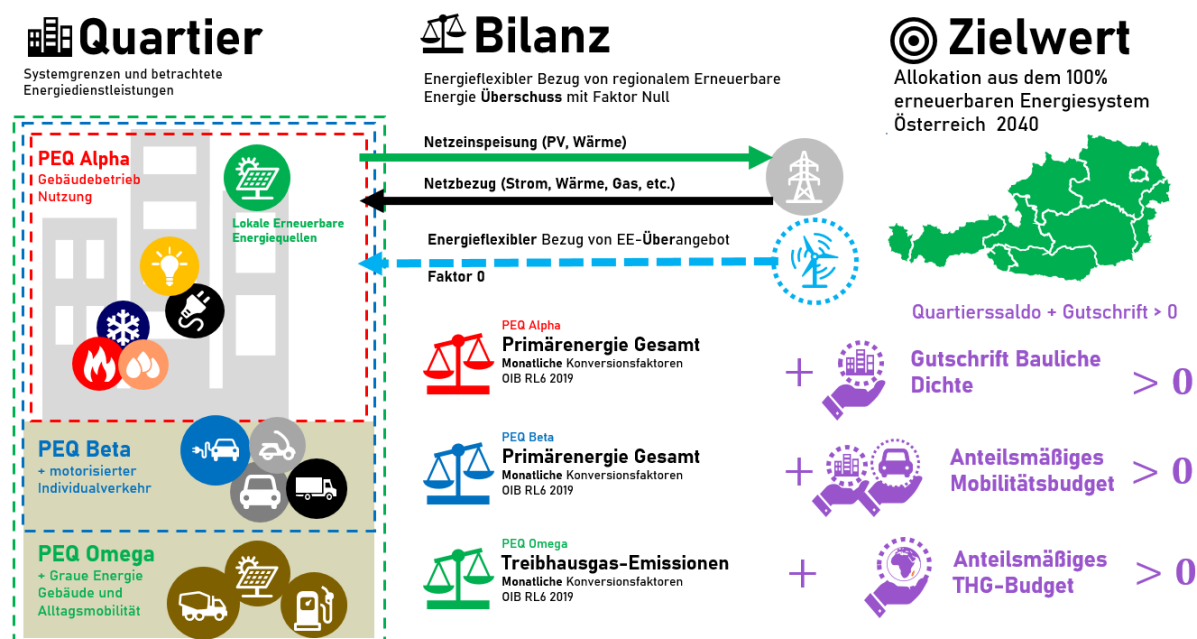 Quartier
Systemgrenzen und betrachtete
Energiedienstleistungen
PEQ Alpha
Gebäudebetrieb
Nutzung
Lokale Erneuerbare
Energiequellen
PEQ Beta
+ motorisierter
Individualverkehr
PEQ Omega
+ Graue Energie
Gebäude und
Alltagsmobilität
Bilanz
Energieflexibler Bezug von regionalem Erneuerbare
Energie Überschuss mit Faktor Null
Netzeinspeisung (PV, Wärme)
Netzbezug (Strom, Wärme, Gas, etc.)
Energieflexibler Bezug von EE-Überangebot
Faktor 0
Zielwert
Allokation aus dem 100%
erneuerbaren Energiesystem
Österreich 2040
Quartierssaldo + Gutschrift > 0
PEQ Alpha
Primärenergie Gesamt
Monatliche Konversionsfaktoren
OIB RL6 2019
+
Gutschrift Bauliche
Dichte
> 0
PEQ Beta
Primärenergie Gesamt
Monatliche Konversionsfaktoren
OIB RL6 2019
+
Anteilsmäßiges
Mobilitätsbudget
> 0
PEQ Omega
Treibhausgas-Emissionen
Monatliche Konversionsfaktoren
OIB RL6 2019
+
Anteilsmäßiges
THG-Budget
> 0